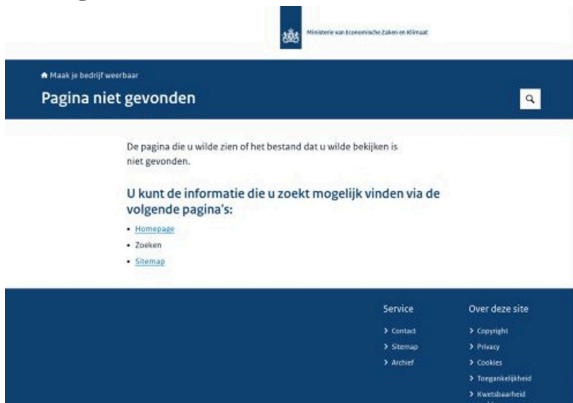 Ministerie van Economische Zaken en Klimaat
Maak je bedrijf weerbaar
Pagina niet gevonden
De pagina die u wilde zien of het bestand dat u wilde bekijken is
niet gevonden.
U kunt de informatie die u zoekt mogelijk vinden via de
volgende pagina's:
• Homepage
• Zoeken
• Sitemap
Service
Contact
Sitemap
Archief
Over deze site
Copyright
Privacy
Cookies
Toegankelijkheid
Kwetsbaarheid